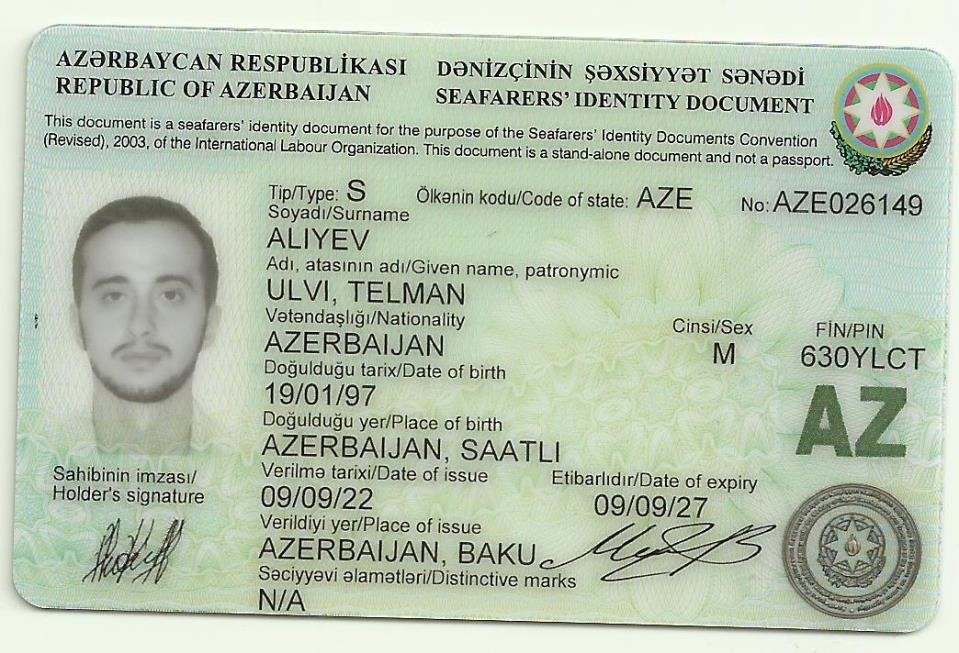 AZƏRBAYCAN RESPUBLİKASI DƏNİZÇİNİN ŞƏXSİYYƏT SƏNƏDİ
REPUBLIC OF AZERBAIJAN SEAFARERS' IDENTITY DOCUMENT
This document is a seafarers' identity document for the purpose of the Seafarers' Identity Documents Convention
(Revised), 2003, of the International Labour Organization. This document is a stand-alone document and not a passport.
Tip/Type: S Ölkənin kodu/Code of state: AZE No: AZE026149
Soyadı/Surname
ALIYEV
Adı, atasının adı/Given name, patronymic
ULVI, TELMAN
Vətəndaşlığı/Nationality Cinsi/Sex FİN/PIN
AZERBAIJAN M 630YLCT
Doğulduğu tarix/Date of birth
19/01/97 AZ
Doğulduğu yer/Place of birth
AZERBAIJAN, SAATLI
Sahibinin imzası/ Verilmə tarixi/Date of issue Etibarlıdır/Date of expiry
Holder's signature 09/09/22 09/09/27
Verildiyi yer/Place of issue
AZERBAIJAN, BAKU
Səciyyəvi əlamətləri/Distinctive marks
N/A